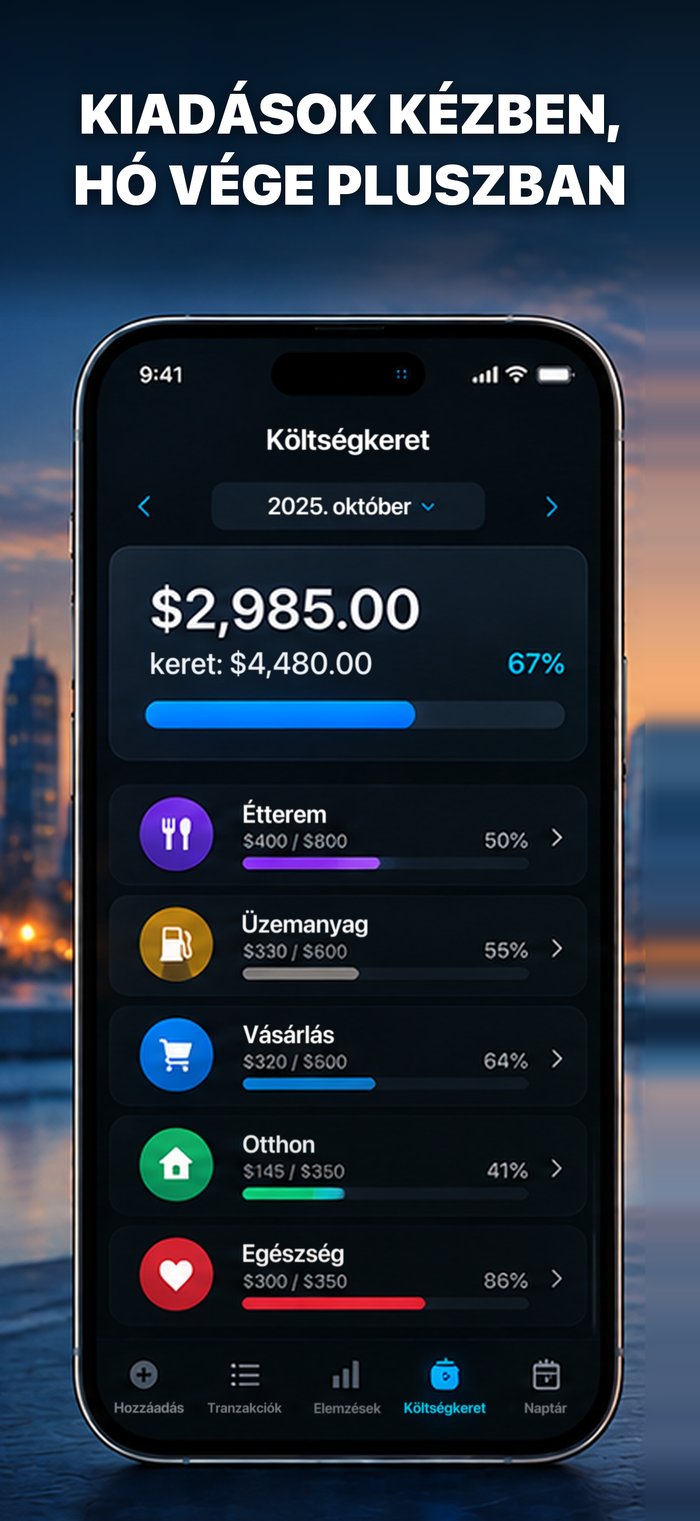 KIADÁSOK KÉZBEN,
HÓ VÉGE PLUSZBAN
9:41
Költségkeret
2025. október
$2,985.00
keret: $4,480.00
67%
Étterem
$400 / $800
50%
Üzemanyag
$330 / $600
55%
Vásárlás
$320 / $600
64%
Otthon
$145 / $350
41%
Egészség
$300 / $350
86%
Hozzáadás
Tranzakciók
Elemzések
Költségkeret
Naptár